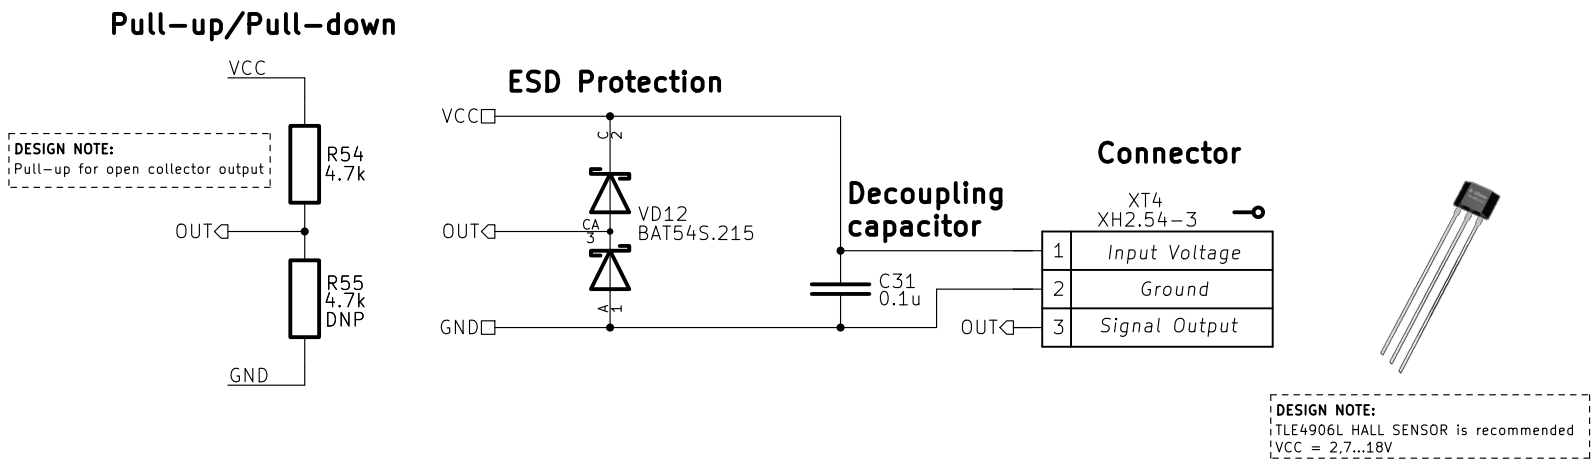 Pull-up/Pull-down
VCC
DESIGN NOTE:
Pull-up for open collector output
R54
4.7k
OUT
R55
4.7k
DNP
GND
ESD Protection
VCC
C
2
OUT
CA
3
VD12
BAT54S.215
A
1
GND
Decoupling
capacitor
C31
0.1u
Connector
XT4
XH2.54-3
1 Input Voltage
2 Ground
OUT 3 Signal Output
DESIGN NOTE:
TLE4906L HALL SENSOR is recommended
VCC = 2,7...18V